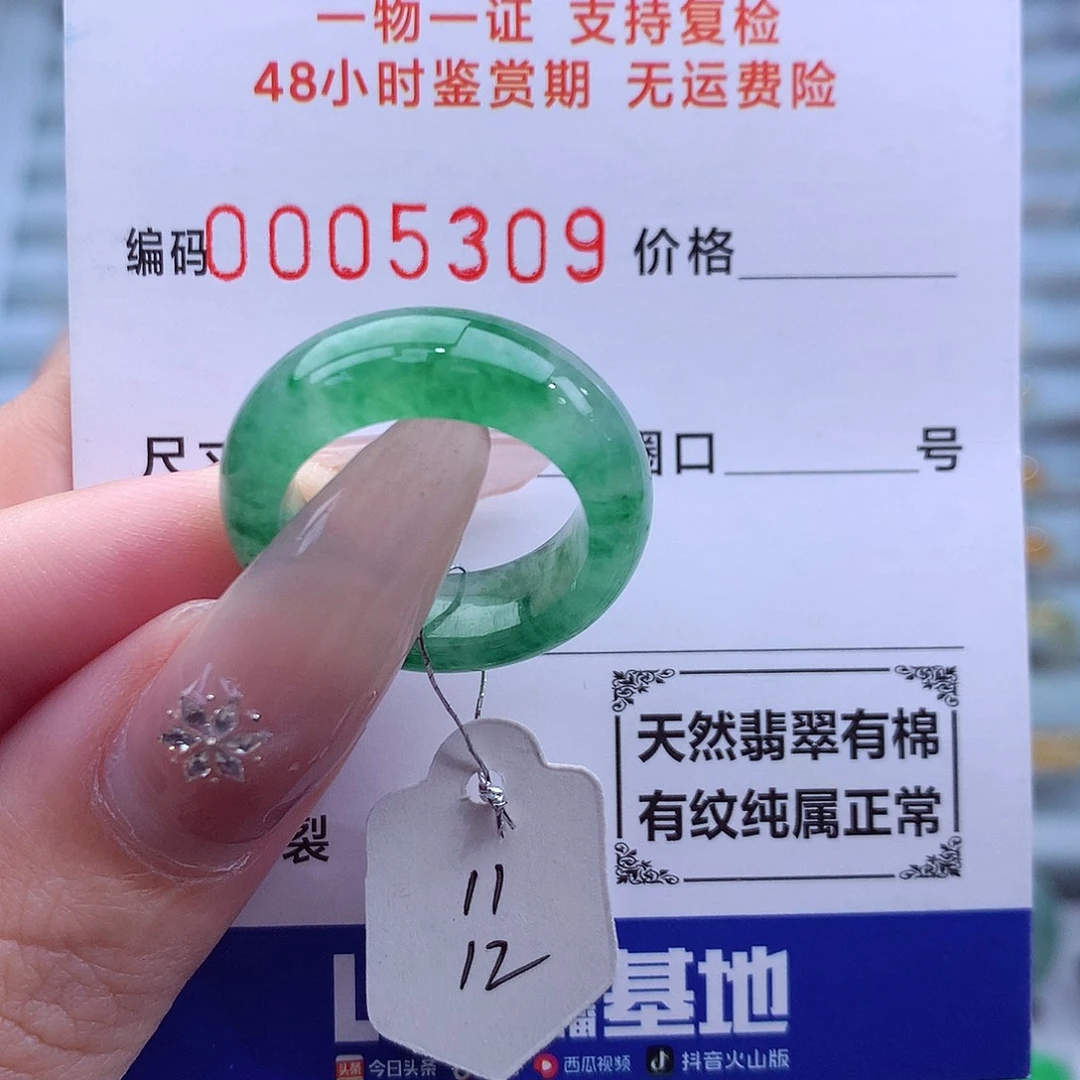 一物一证 支持复检
48小时鉴赏期 无运费险
编码0005309 价格
尺寸 圈口 号
天然翡翠有棉
有纹纯属正常
裂
11
12
基地
今日头条 西瓜视频 抖音火山版